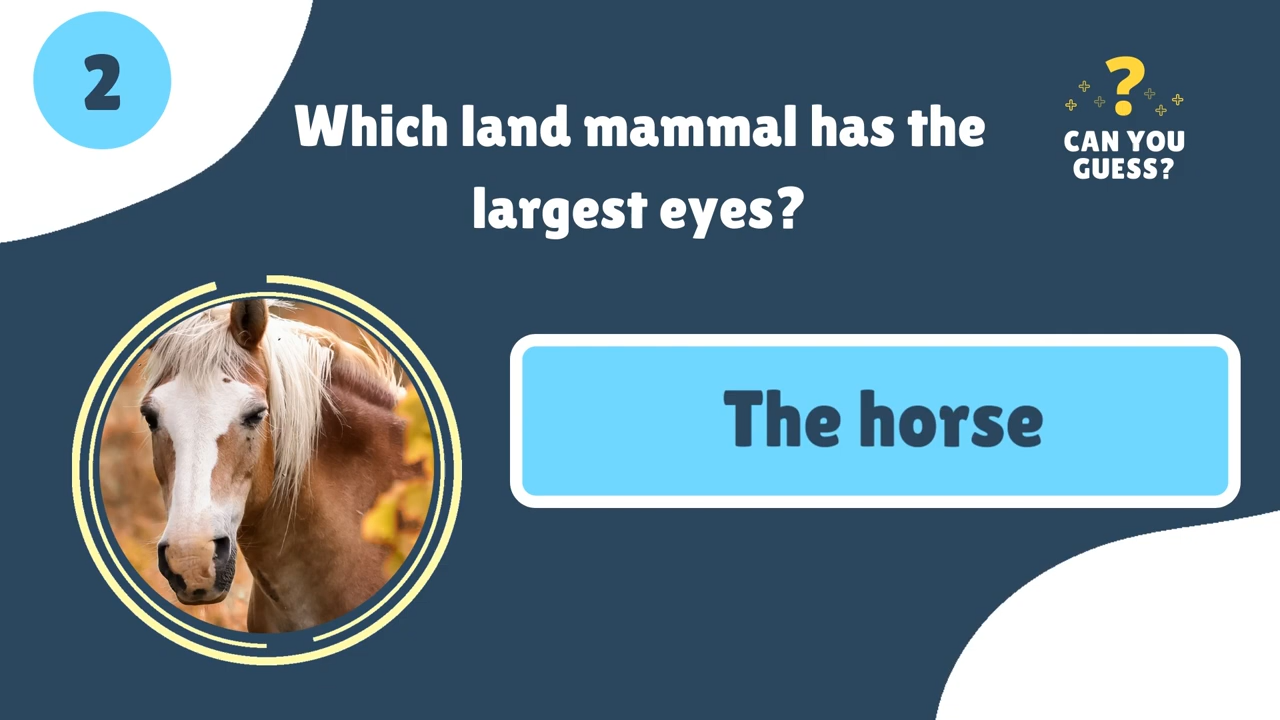 2
Which land mammal has the
largest eyes?
?
CAN YOU
GUESS?
The horse